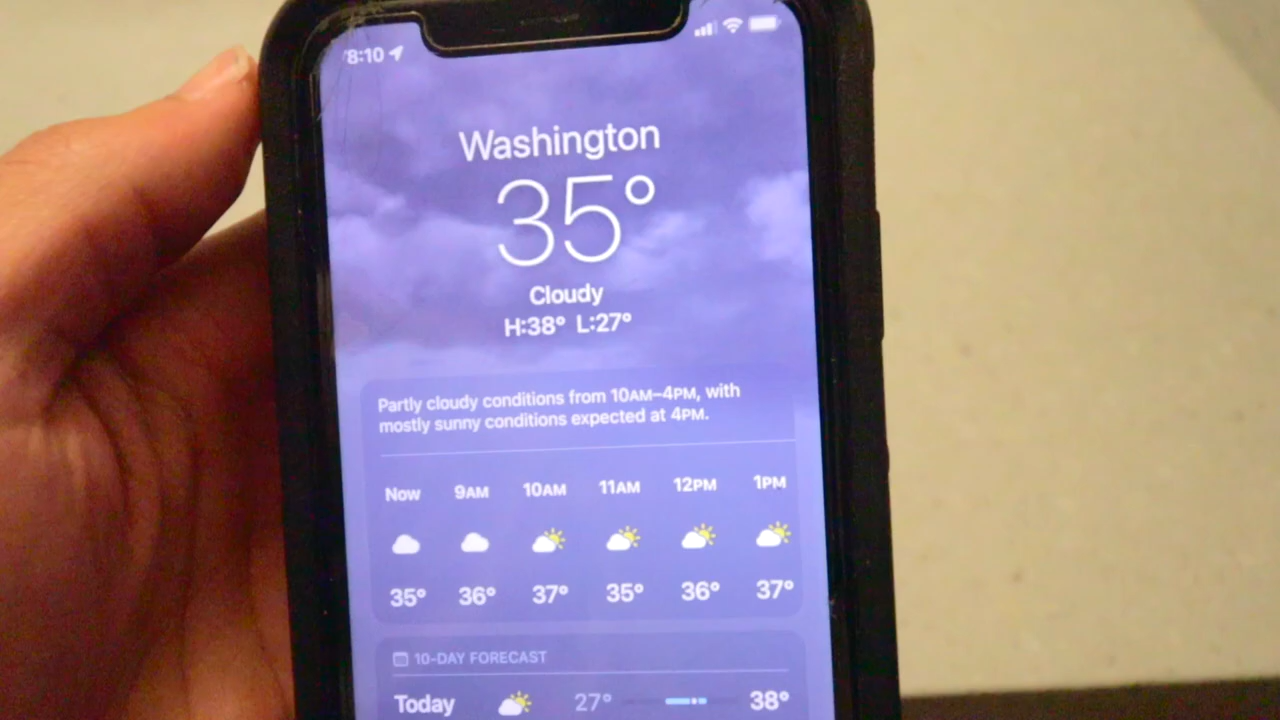 8:10
Washington
35°
Cloudy
H:38° L:27°
Partly cloudy conditions from 10AM–4PM, with
mostly sunny conditions expected at 4PM.
Now 9AM 10AM 11AM 12PM 1PM
35° 36° 37° 35° 36° 37°
10-DAY FORECAST
Today 27° 38°